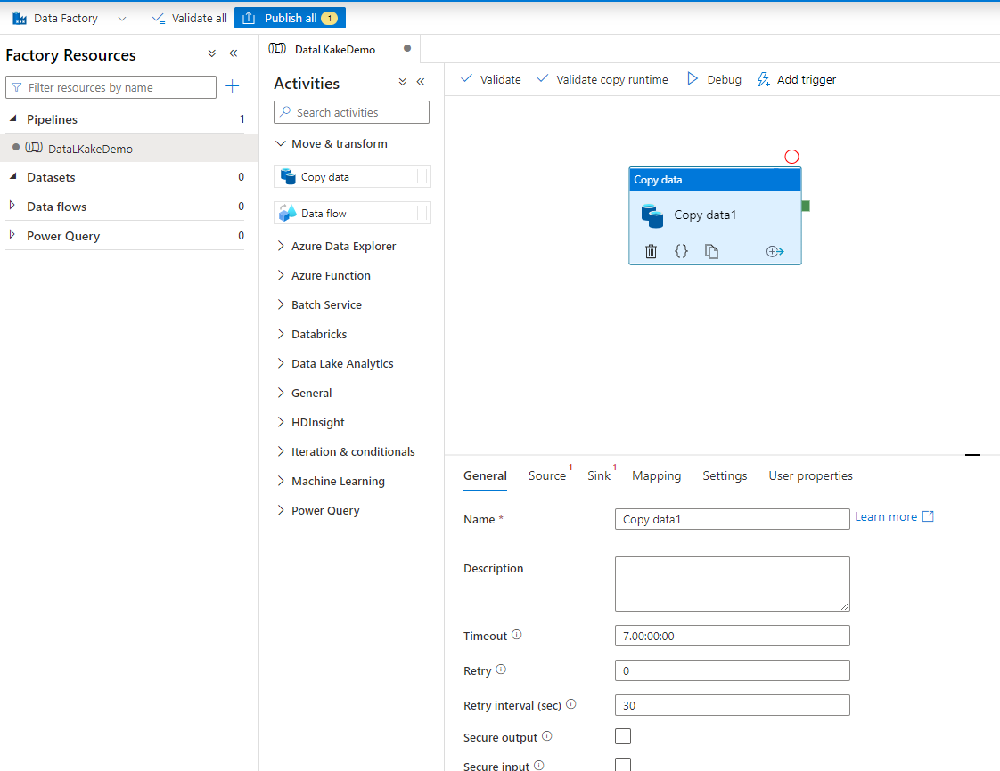 Data Factory
Validate all
Publish all 1
Factory Resources
Filter resources by name
Pipelines 1
DataLKakeDemo
Datasets 0
Data flows 0
Power Query 0
DataLKakeDemo
Activities
Search activities
Move & transform
Copy data
Data flow
Azure Data Explorer
Azure Function
Batch Service
Databricks
Data Lake Analytics
General
HDInsight
Iteration & conditionals
Machine Learning
Power Query
Validate
Validate copy runtime
Debug
Add trigger
Copy data
Copy data1
{}
General
Source 1
Sink 1
Mapping
Settings
User properties
Name * Copy data1 Learn more
Description
Timeout 7.00:00:00
Retry 0
Retry interval (sec) 30
Secure output
Secure input